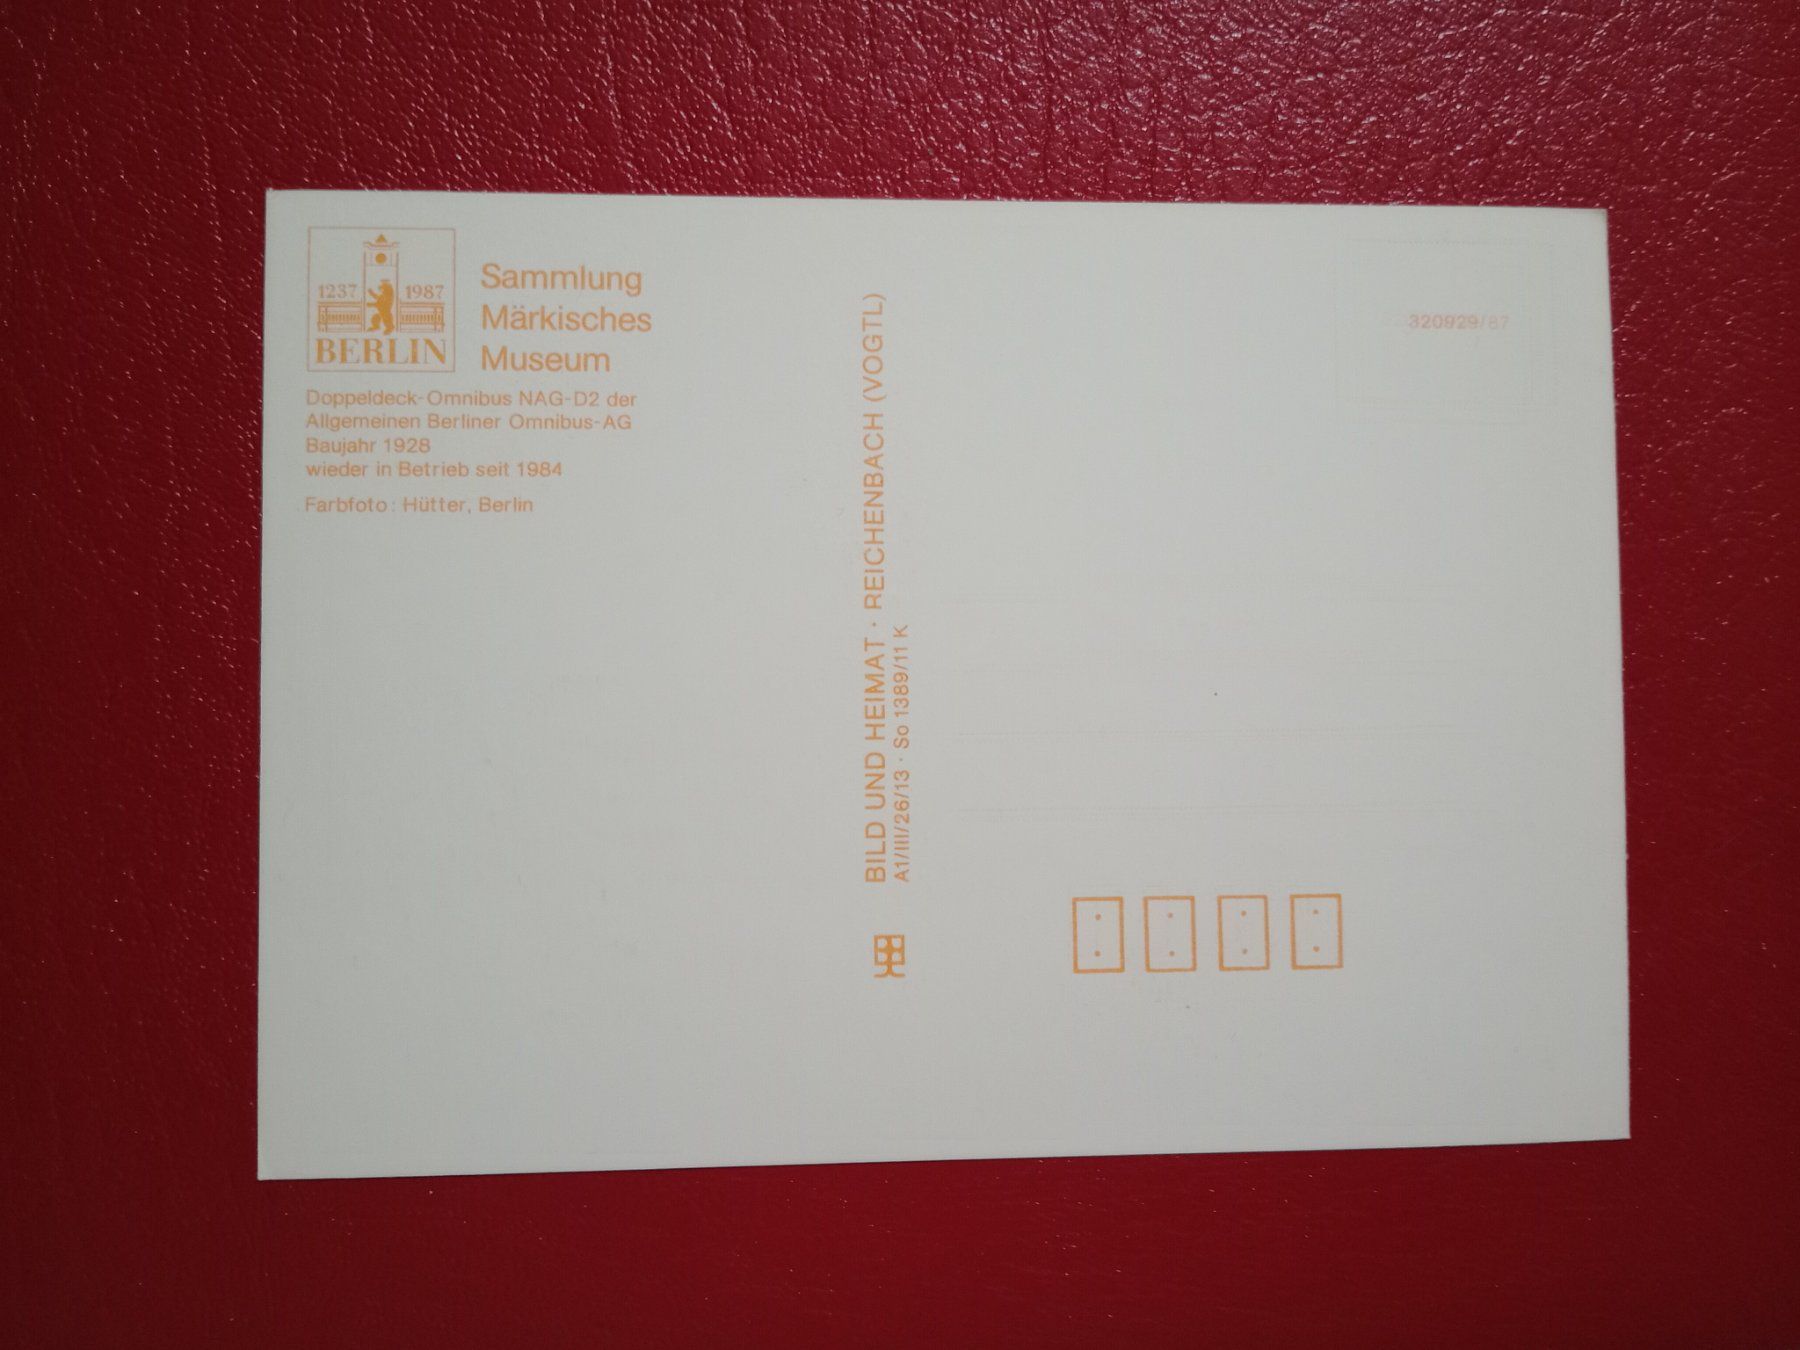 1237 1987
BERLIN
Sammlung
Märkisches
Museum
Doppeldeck-Omnibus NAG-D2 der
Allgemeinen Berliner Omnibus-AG
Baujahr 1928
wieder in Betrieb seit 1984
Farbfoto: Hütter, Berlin
BILD UND HEIMAT · REICHENBACH (VOGTL)
A1/III/26/13 · So 1389/11 K
320929/87